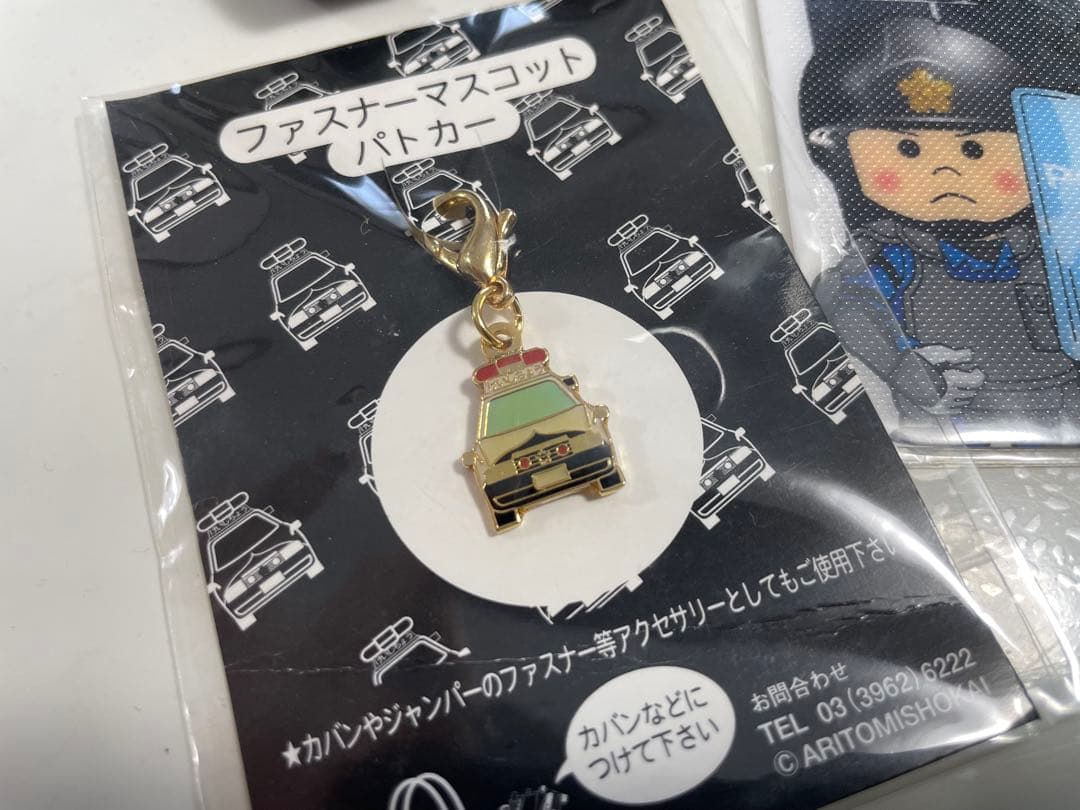 ファスナーマスコット
パトカー
★カバンやジャンパーのファスナー等アクセサリーとしてもご使用下さい
カバンなどに
つけて下さい
お問合わせ
TEL 03(3962)6222
© ARITOMISHOKAI